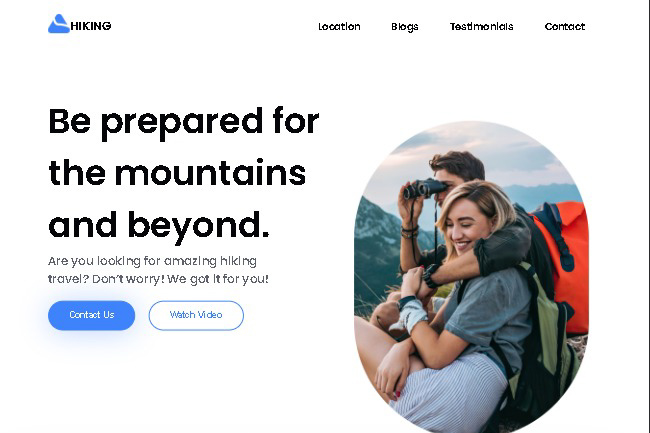 HIKING
Location Blogs Testimonials Contact
Be prepared for
the mountains
and beyond.
Are you looking for amazing hiking
travel? Don't worry! We got it for you!
Contact Us Watch Video